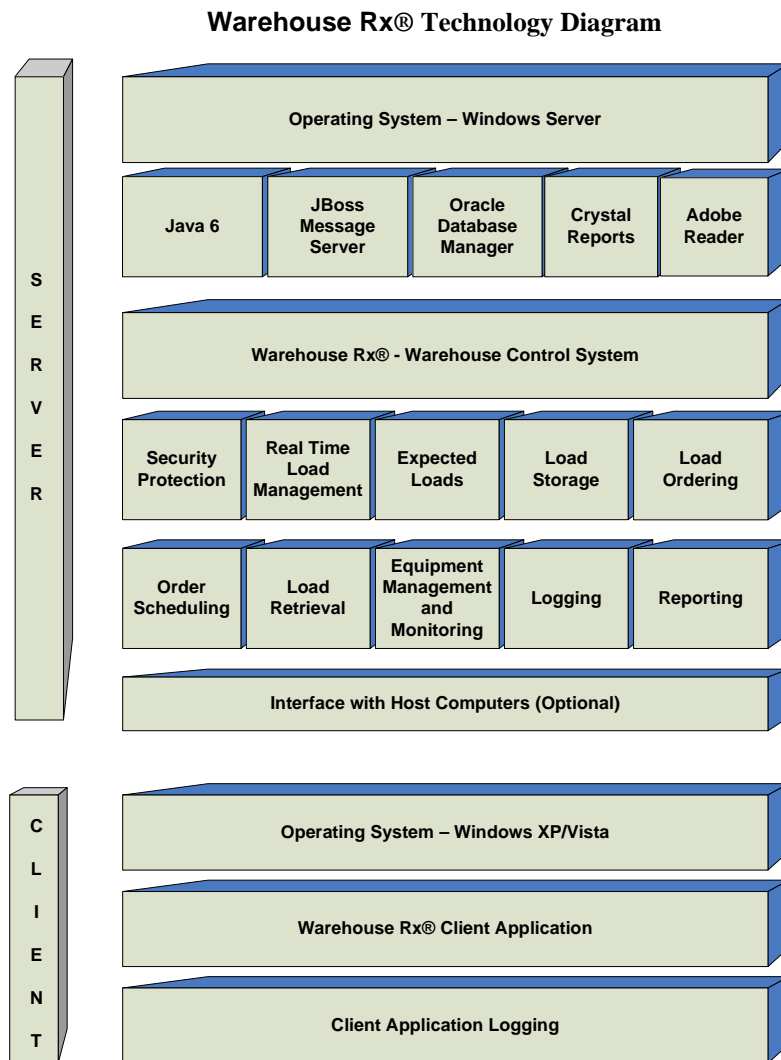 Warehouse Rx® Technology Diagram
SERVER
Operating System – Windows Server
Java 6
JBoss
Message
Server
Oracle
Database
Manager
Crystal
Reports
Adobe
Reader
Warehouse Rx® - Warehouse Control System
Security
Protection
Real Time
Load
Management
Expected
Loads
Load
Storage
Load
Ordering
Order
Scheduling
Load
Retrieval
Equipment
Management
and
Monitoring
Logging
Reporting
Interface with Host Computers (Optional)
CLIENT
Operating System – Windows XP/Vista
Warehouse Rx® Client Application
Client Application Logging